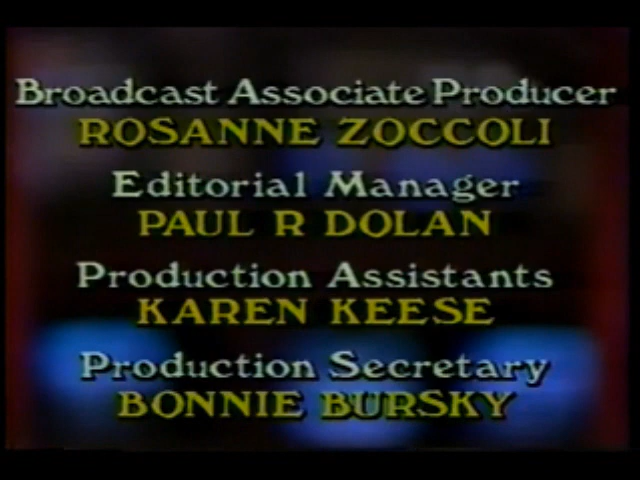 Broadcast Associate Producer
ROSANNE ZOCCOLI
Editorial Manager
PAUL R DOLAN
Production Assistants
KAREN KEESE
Production Secretary
BONNIE BURSKY